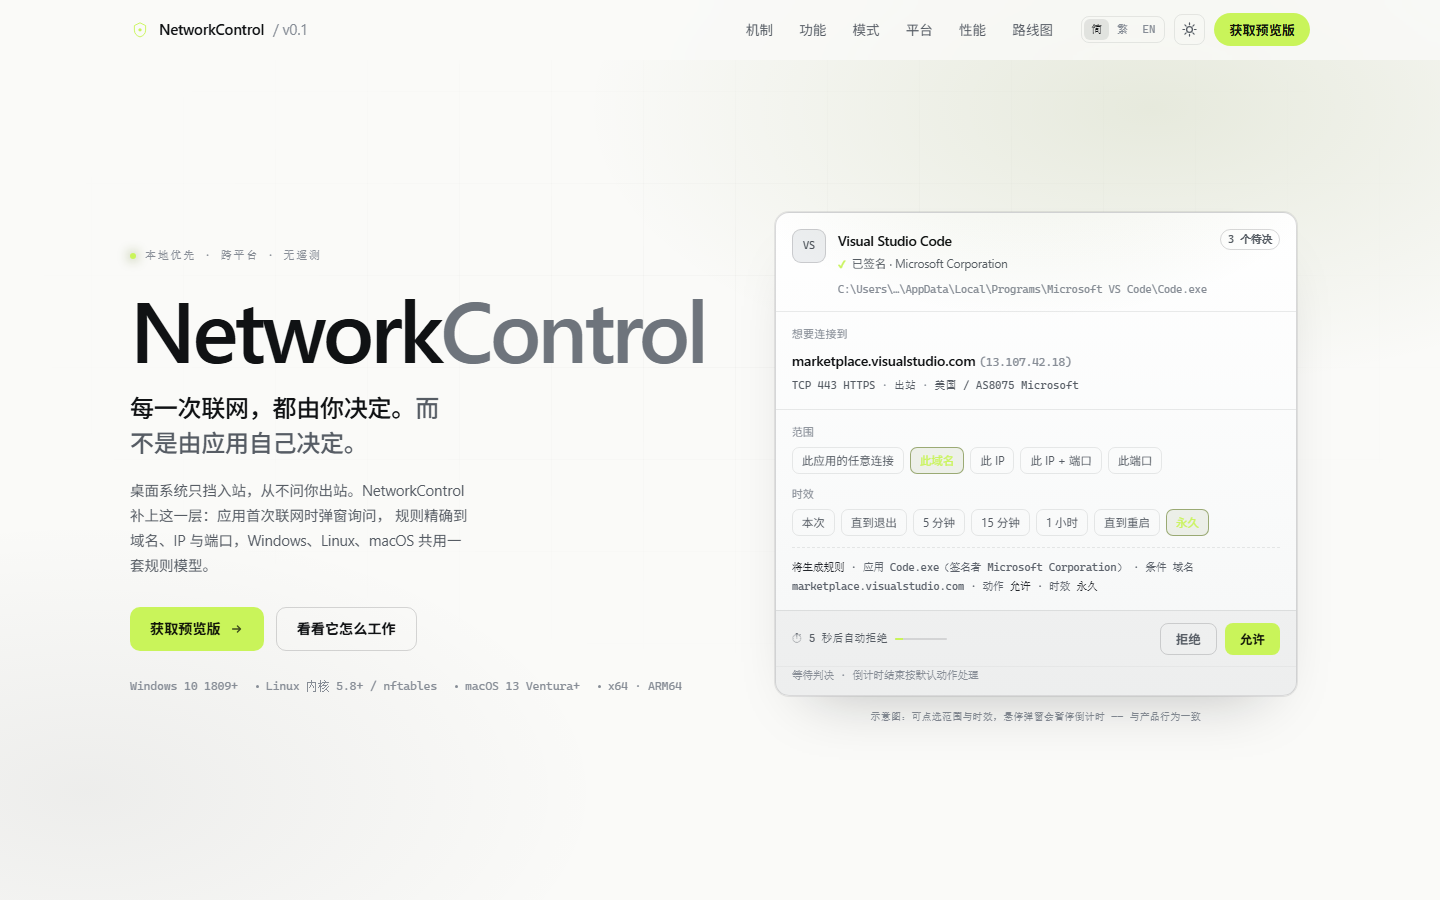 NetworkControl / v0.1
机制 功能 模式 平台 性能 路线图 简 繁 EN 获取预览版
本地优先 · 跨平台 · 无遥测
NetworkControl
每一次联网，都由你决定。而
不是由应用自己决定。
桌面系统只挡入站，从不问你出站。NetworkControl
补上这一层：应用首次联网时弹窗询问， 规则精确到
域名、IP 与端口，Windows、Linux、macOS 共用一
套规则模型。
获取预览版 →
看看它怎么工作
Windows 10 1809+ • Linux 内核 5.8+ / nftables • macOS 13 Ventura+ • x64 · ARM64
VS
Visual Studio Code
3 个待决
✓ 已签名 · Microsoft Corporation
C:\Users\…\AppData\Local\Programs\Microsoft VS Code\Code.exe
想要连接到
marketplace.visualstudio.com (13.107.42.18)
TCP 443 HTTPS · 出站 · 美国 / AS8075 Microsoft
范围
此应用的任意连接 此域名 此 IP 此 IP + 端口 此端口
时效
本次 直到退出 5 分钟 15 分钟 1 小时 直到重启 永久
将生成规则 · 应用 Code.exe（签名者 Microsoft Corporation） · 条件 域名
marketplace.visualstudio.com · 动作 允许 · 时效 永久
5 秒后自动拒绝
拒绝 允许
等待判决 · 倒计时结束按默认动作处理
示意图：可点选范围与时效，悬停弹窗会暂停倒计时 —— 与产品行为一致